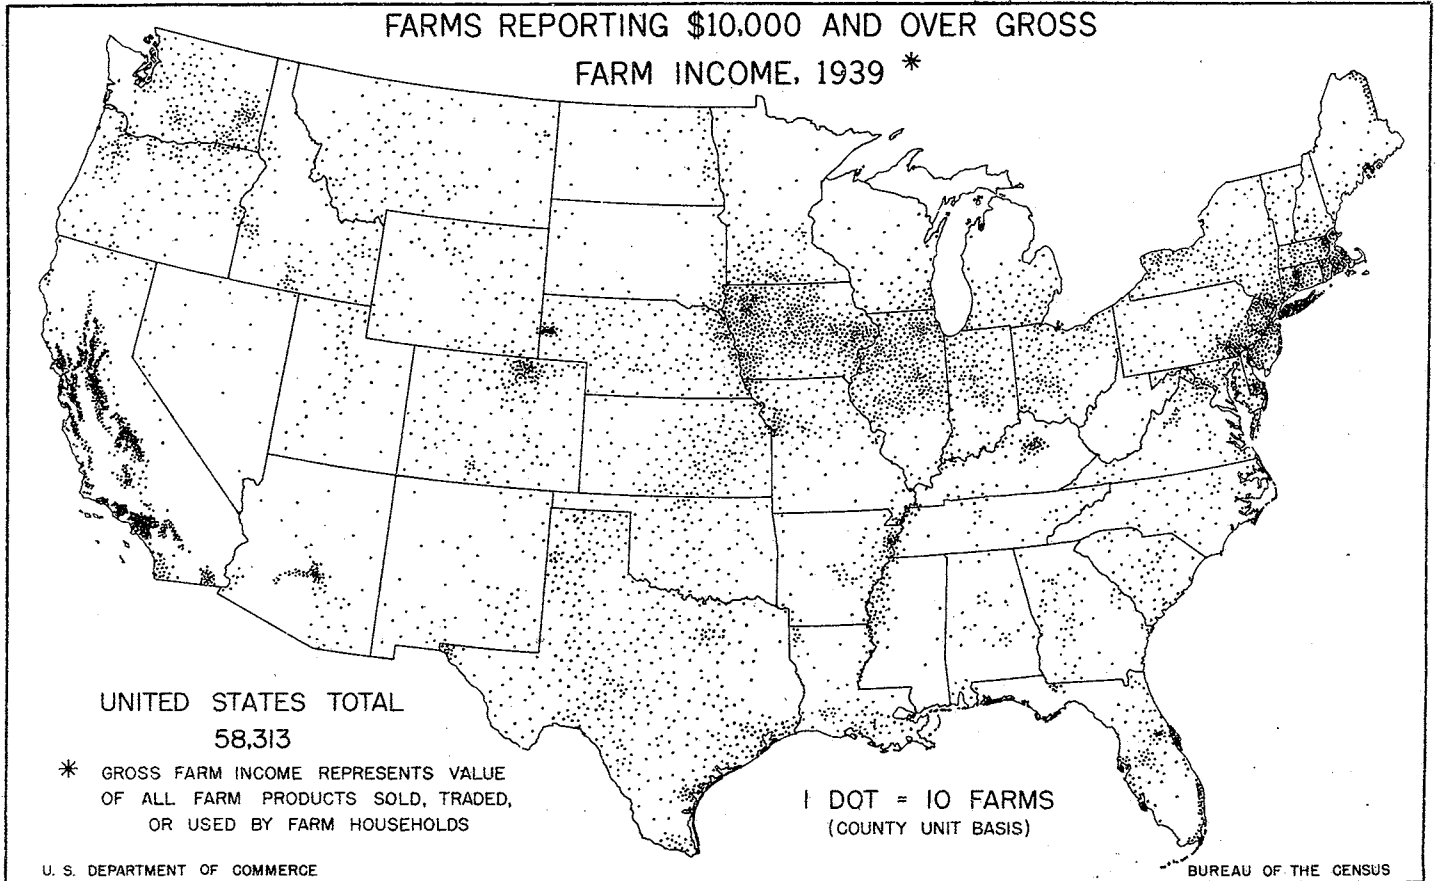 FARMS REPORTING $10,000 AND OVER GROSS
FARM INCOME, 1939 *
UNITED STATES TOTAL
58,313
* GROSS FARM INCOME REPRESENTS VALUE
OF ALL FARM PRODUCTS SOLD, TRADED,
OR USED BY FARM HOUSEHOLDS
1 DOT = 10 FARMS
(COUNTY UNIT BASIS)
U. S. DEPARTMENT OF COMMERCE
BUREAU OF THE CENSUS